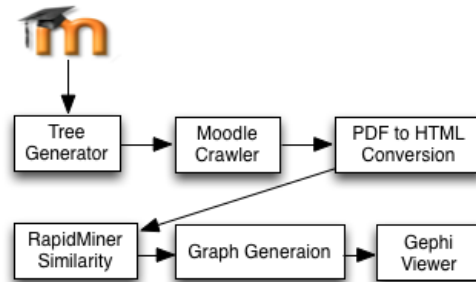 m
Tree
Generator
Moodle
Crawler
PDF to HTML
Conversion
RapidMiner
Similarity
Graph Generaion
Gephi
Viewer